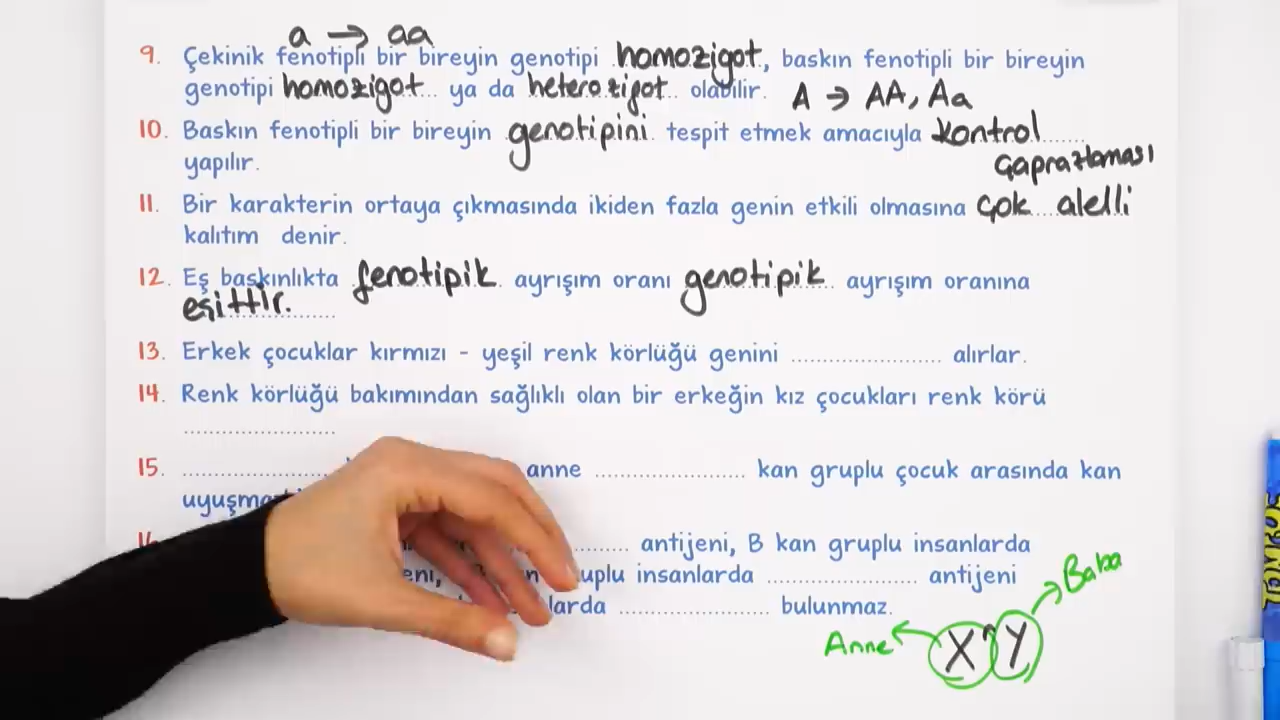 a → aa
9. Çekinik fenotipli bir bireyin genotipi homozigot, baskın fenotipli bir bireyin
genotipi homozigot ya da heterozigot olabilir. A → AA, Aa
10. Baskın fenotipli bir bireyin genotipini tespit etmek amacıyla kontrol
çaprazlaması
yapılır.
11. Bir karakterin ortaya çıkmasında ikiden fazla genin etkili olmasına çok alelli
kalıtım denir.
12. Eş baskınlıkta fenotipik ayrışım oranı genotipik ayrışım oranına
eşittir.
13. Erkek çocuklar kırmızı - yeşil renk körlüğü genini .................... alırlar.
14. Renk körlüğü bakımından sağlıklı olan bir erkeğin kız çocukları renk körü
....................
15. .................... anne .................... kan gruplu çocuk arasında kan
16. antijeni, B kan gruplu insanlarda
insanlarda .................... antijeni
.................... bulunmaz.
Baba
Anne X Y